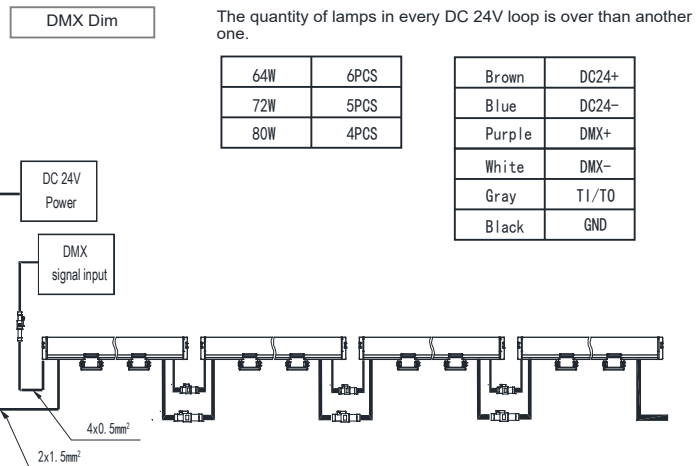 DMX Dim
The quantity of lamps in every DC 24V loop is over than another
one.
64W 6PCS
72W 5PCS
80W 4PCS
Brown DC24+
Blue DC24-
Purple DMX+
White DMX-
Gray TI/TO
Black GND
DC 24V
Power
DMX
signal input
4x0.5mm²
2x1.5mm²